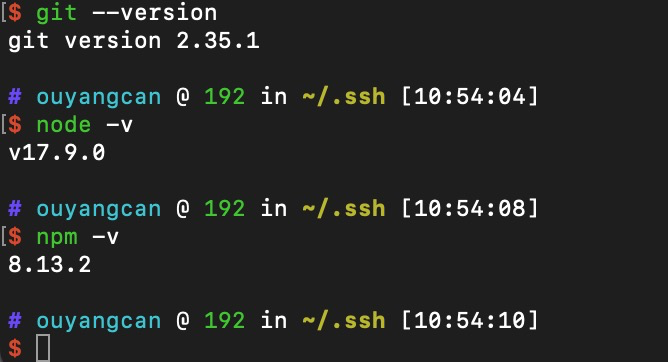 [$ git --version
git version 2.35.1
# ouyangcan @ 192 in ~/.ssh [10:54:04]
[$ node -v
v17.9.0
# ouyangcan @ 192 in ~/.ssh [10:54:08]
[$ npm -v
8.13.2
# ouyangcan @ 192 in ~/.ssh [10:54:10]
$